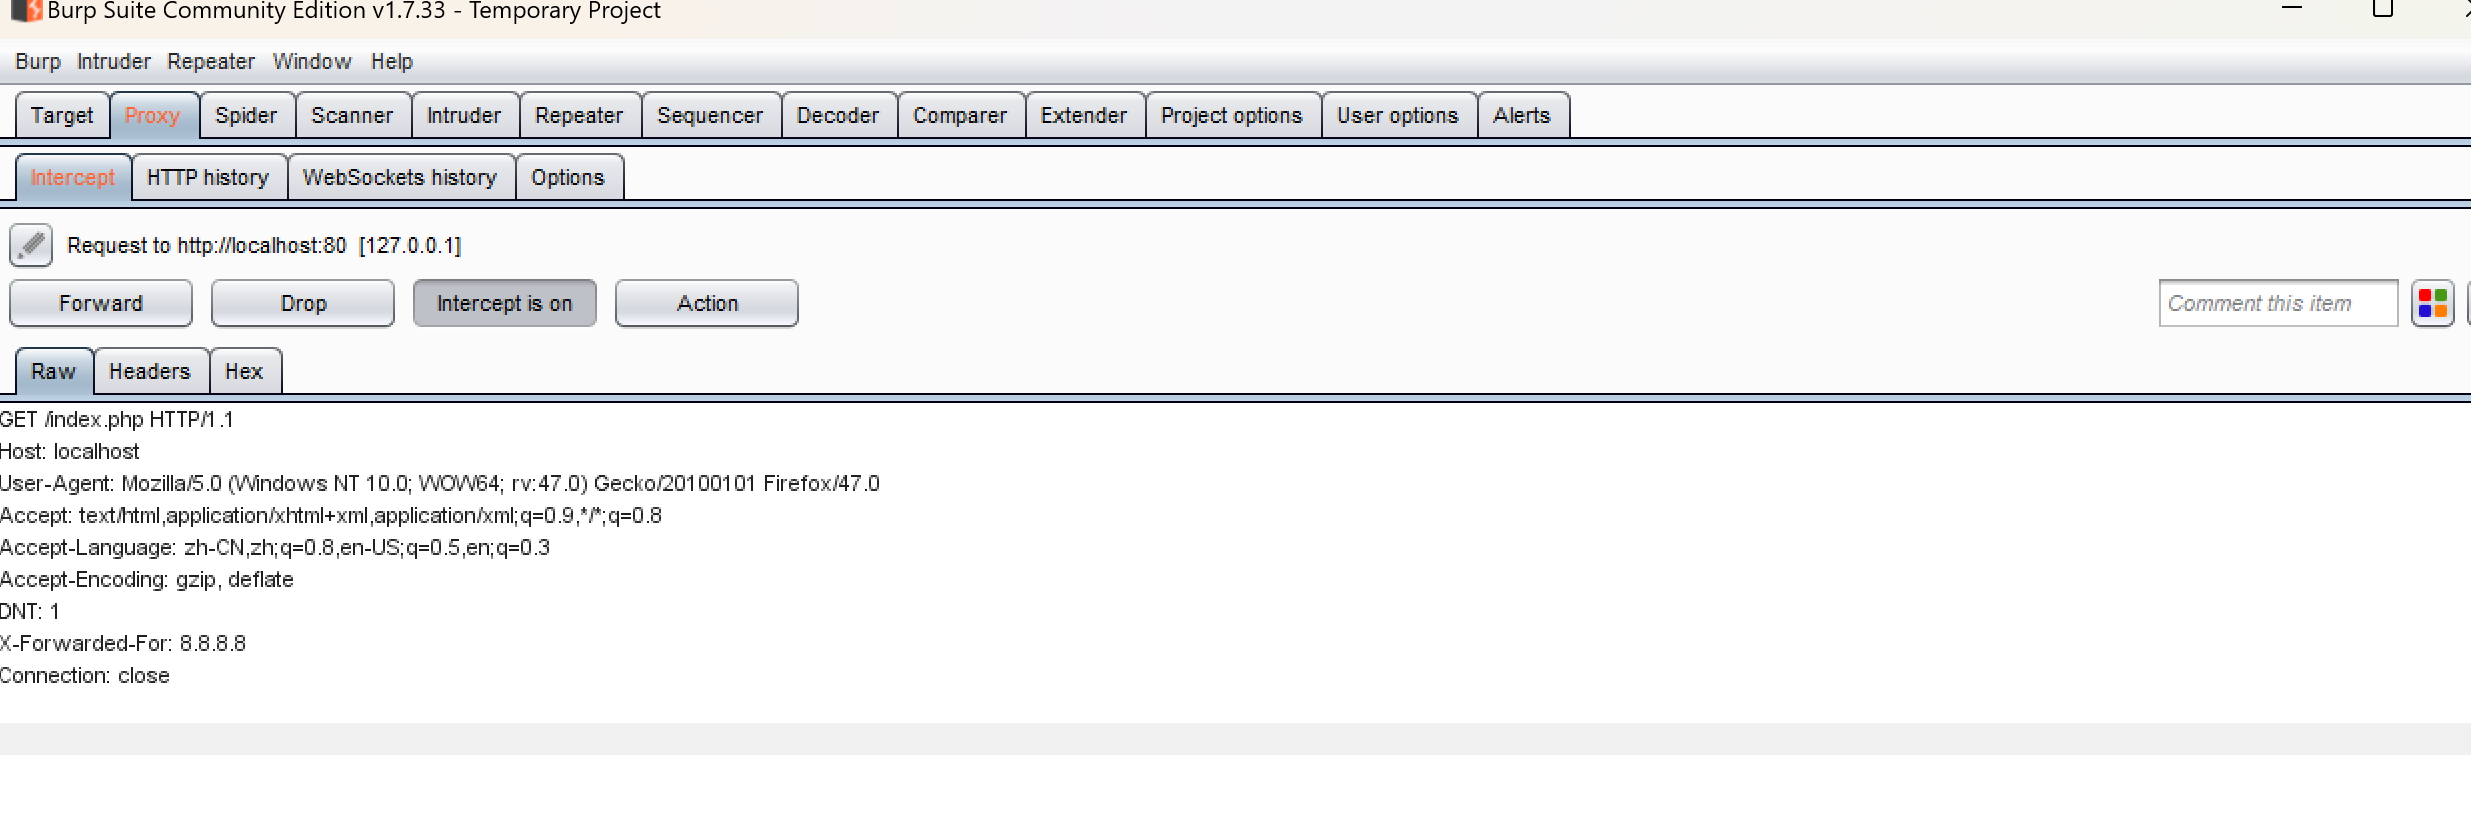 Burp Suite Community Edition v1.7.33 - Temporary Project
Burp Intruder Repeater Window Help
Target Proxy Spider Scanner Intruder Repeater Sequencer Decoder Comparer Extender Project options User options Alerts
Intercept HTTP history WebSockets history Options
Request to http://localhost:80 [127.0.0.1]
Forward Drop Intercept is on Action Comment this item
Raw Headers Hex
GET /index.php HTTP/1.1
Host: localhost
User-Agent: Mozilla/5.0 (Windows NT 10.0; WOW64; rv:47.0) Gecko/20100101 Firefox/47.0
Accept: text/html,application/xhtml+xml,application/xml;q=0.9,*/*;q=0.8
Accept-Language: zh-CN,zh;q=0.8,en-US;q=0.5,en;q=0.3
Accept-Encoding: gzip, deflate
DNT: 1
X-Forwarded-For: 8.8.8.8
Connection: close